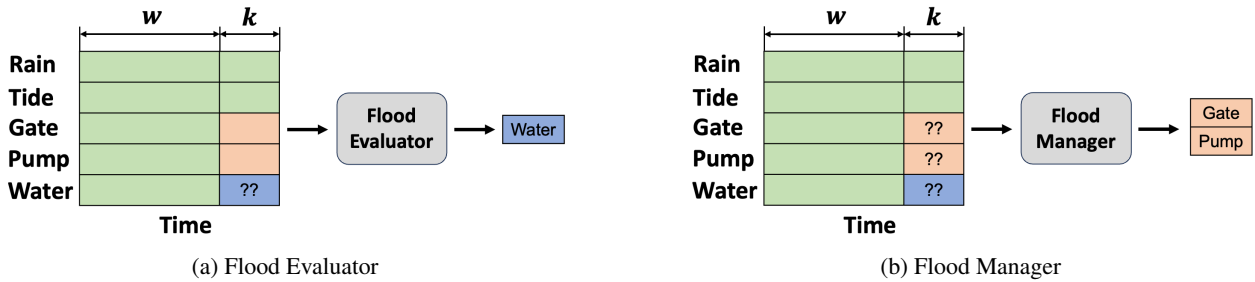 w k
Rain
Tide
Gate
Pump
Water ??
Time
Flood
Evaluator
Water
(a) Flood Evaluator
w k
Rain
Tide
Gate ??
Pump ??
Water ??
Time
Flood
Manager
Gate
Pump
(b) Flood Manager